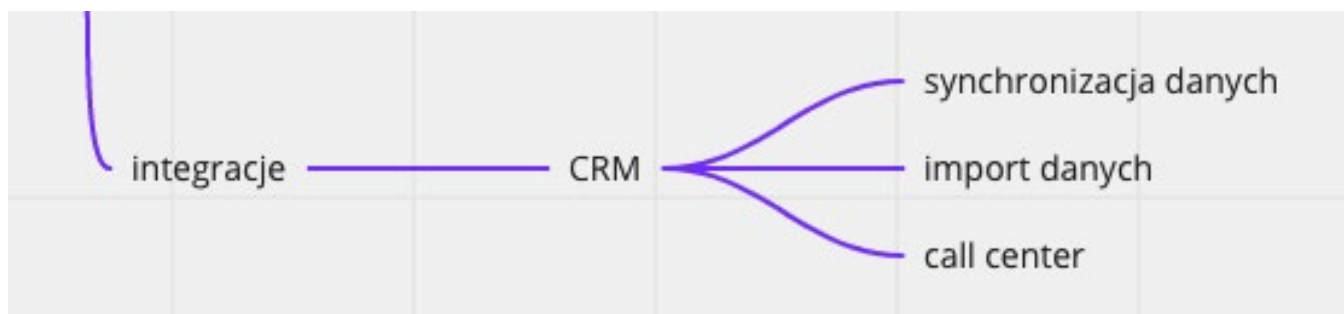 synchronizacja danych
integracje CRM import danych
call center